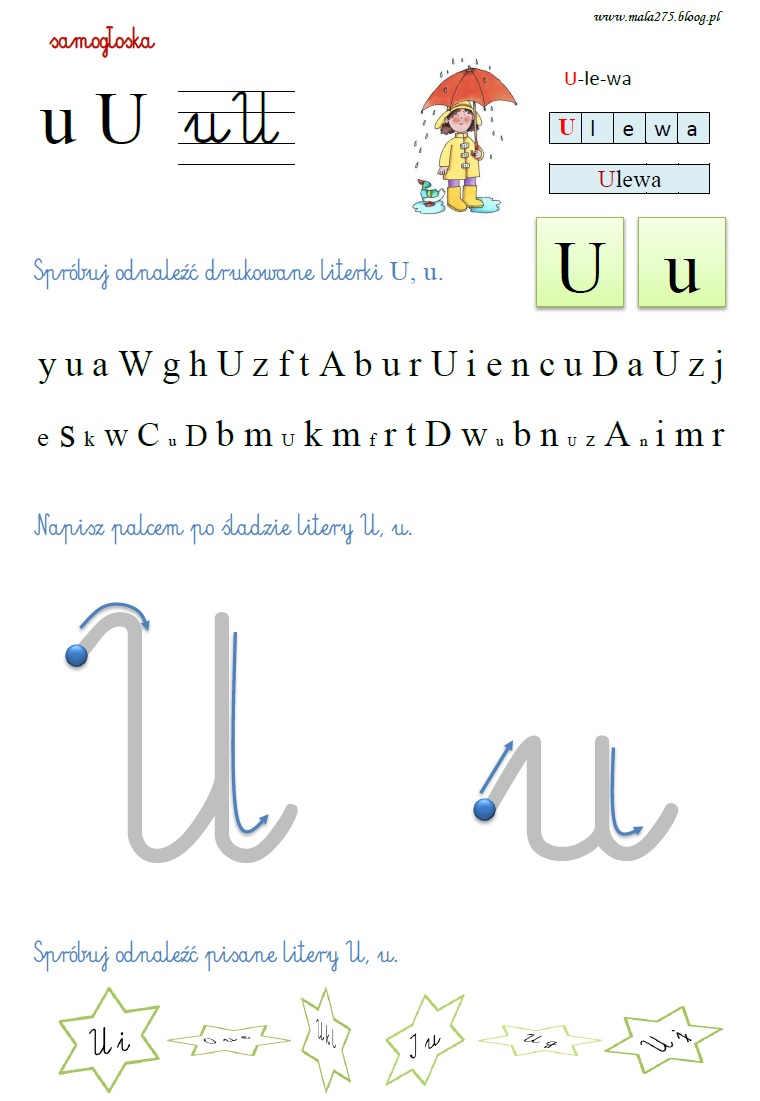 www.mala275.bloog.pl
samogłoska
u U u U
U-le-wa
U l e w a
Ulewa
U u
Spróbuj odnaleźć drukowane literki U, u.
y u a W g h U z f t A b u r U i e n c u D a U z j
e s k w C u D b m U k m f r t D w u b n U z A n i m r
Napisz palcem po śladzie litery U, u.
U u
Spróbuj odnaleźć pisane litery U, u.
U i
U k l
J u
U g